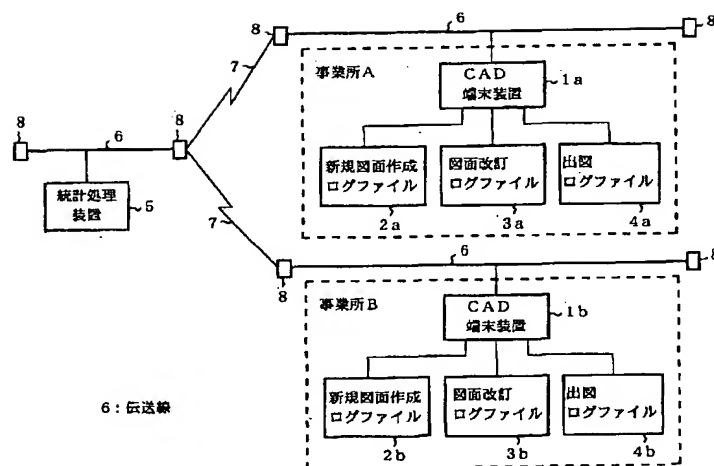 8
6
8
事業所A
CAD
端末装置
1a
7
新規図面作成
ログファイル
図面改訂
ログファイル
出図
ログファイル
2a
3a
4a
8
6
8
統計処理
装置
5
7
6
8
8
事業所B
CAD
端末装置
1b
新規図面作成
ログファイル
図面改訂
ログファイル
出図
ログファイル
2b
3b
4b
6:伝送線